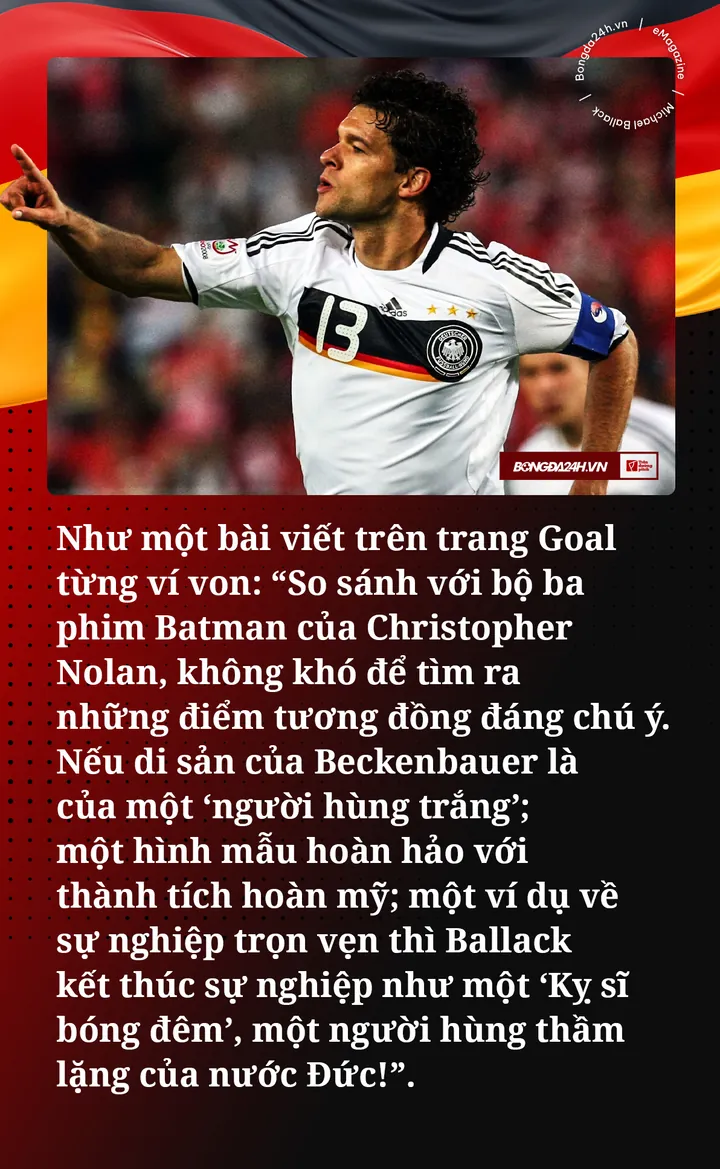 Bongda24h.vn | eMagazine | Michael Ballack |
13
adidas
DEUTSCHER
FUSSBALL-BUND
BONGDA24H.VN
Như một bài viết trên trang Goal
từng ví von: “So sánh với bộ ba
phim Batman của Christopher
Nolan, không khó để tìm ra
những điểm tương đồng đáng chú ý.
Nếu di sản của Beckenbauer là
của một ‘người hùng trắng’;
một hình mẫu hoàn hảo với
thành tích hoàn mỹ; một ví dụ về
sự nghiệp trọn vẹn thì Ballack
kết thúc sự nghiệp như một ‘Kỵ sĩ
bóng đêm’, một người hùng thầm
lặng của nước Đức!”.